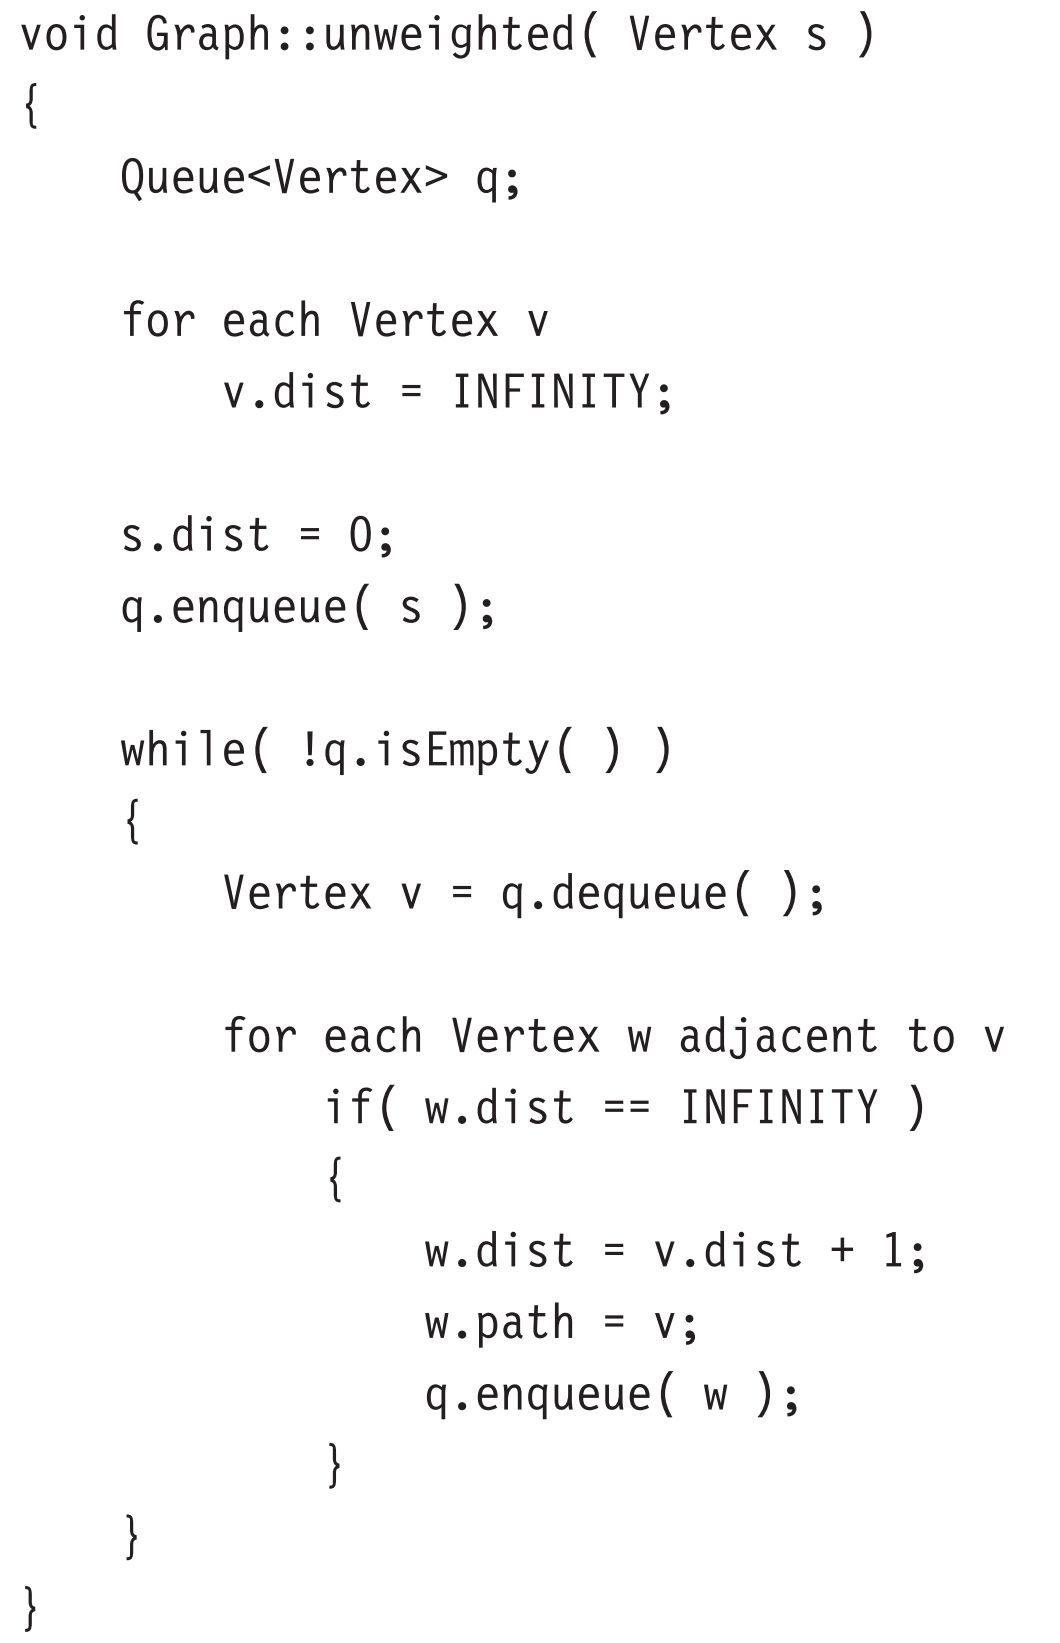 void Graph::unweighted( Vertex s )
{
    Queue<Vertex> q;

    for each Vertex v
        v.dist = INFINITY;

    s.dist = 0;
    q.enqueue( s );

    while( !q.isEmpty( ) )
    {
        Vertex v = q.dequeue( );

        for each Vertex w adjacent to v
            if( w.dist == INFINITY )
            {
                w.dist = v.dist + 1;
                w.path = v;
                q.enqueue( w );
            }
    }
}